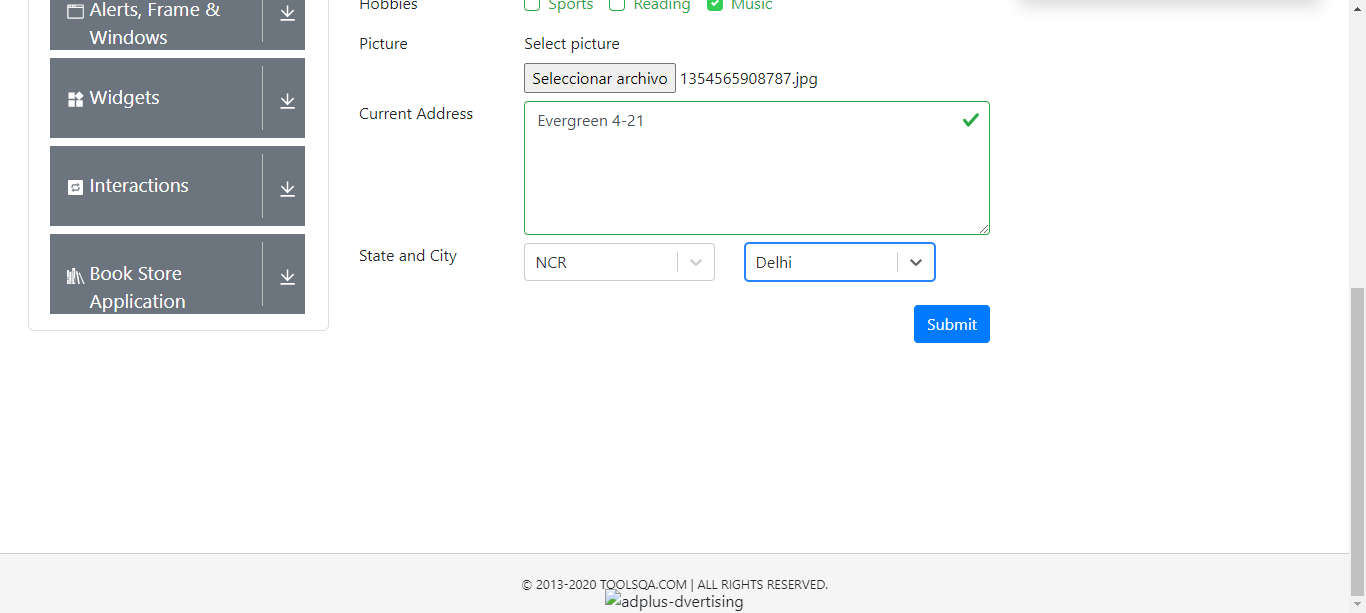 Alerts, Frame &
Windows
Widgets
Interactions
Book Store
Application
Hobbies Sports Reading Music
Picture Select picture
Seleccionar archivo 1354565908787.jpg
Current Address Evergreen 4-21
State and City NCR Delhi
Submit
© 2013-2020 TOOLSQA.COM | ALL RIGHTS RESERVED.
adplus-dvertising